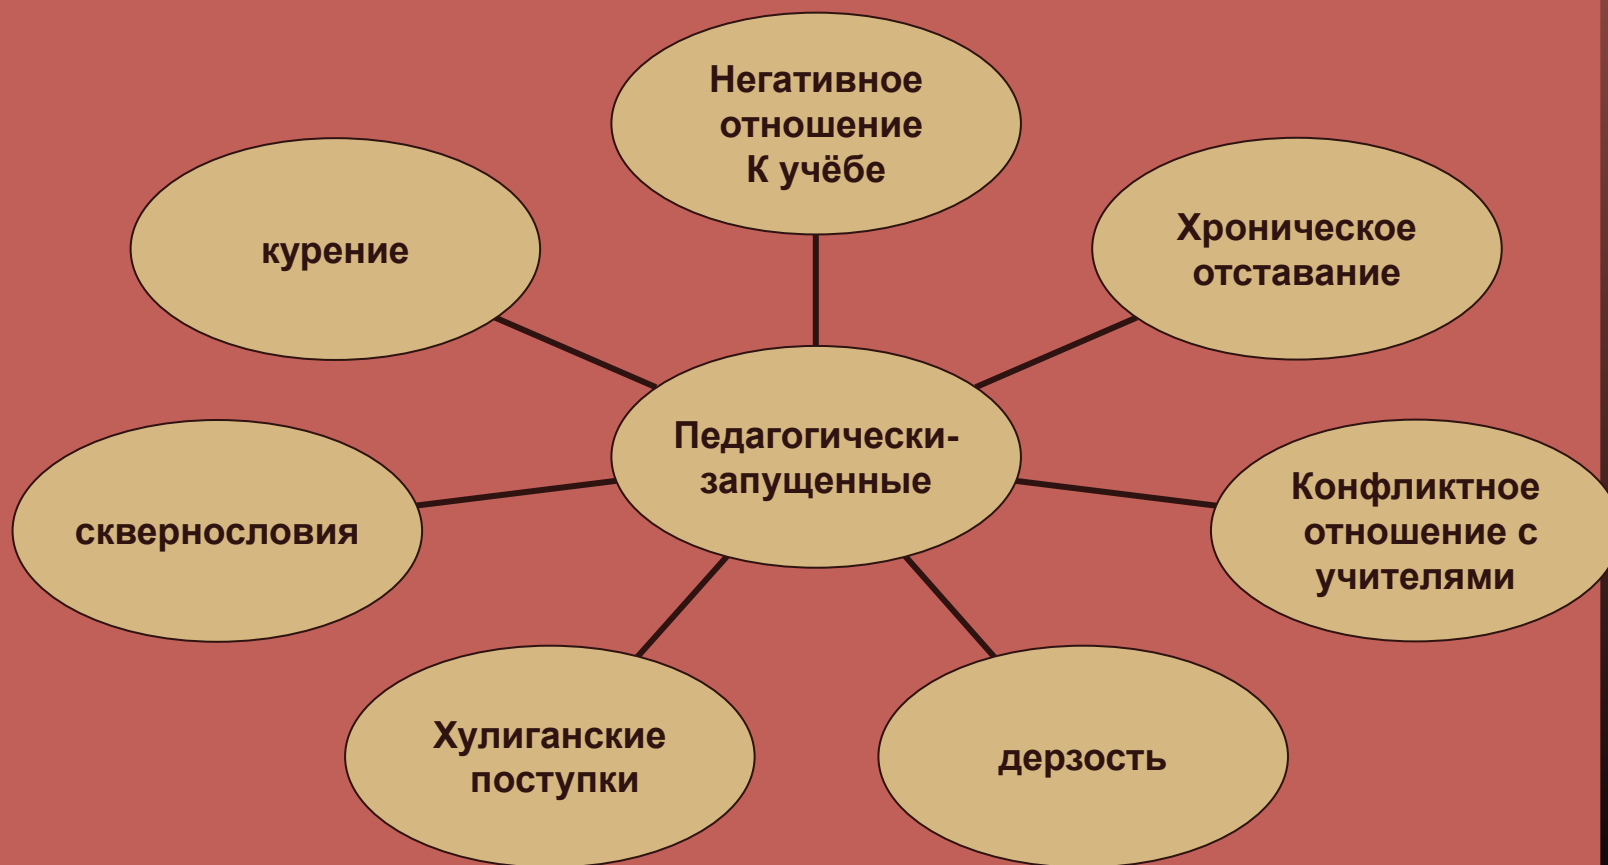 Негативное
отношение
К учёбе
курение
Хроническое
отставание
Педагогически-
запущенные
сквернословия
Конфликтное
отношение с
учителями
Хулиганские
поступки
дерзость